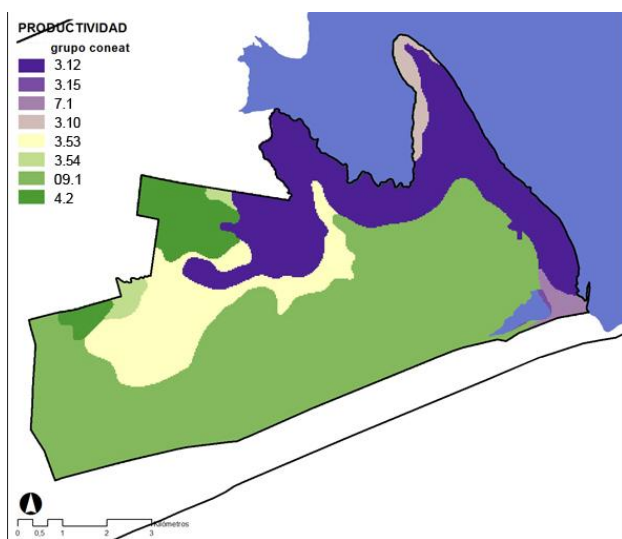 PRODUCTIVIDAD
grupo coneat
3.12
3.15
7.1
3.10
3.53
3.54
09.1
4.2
Kilómetros
0 0,5 1 2 3